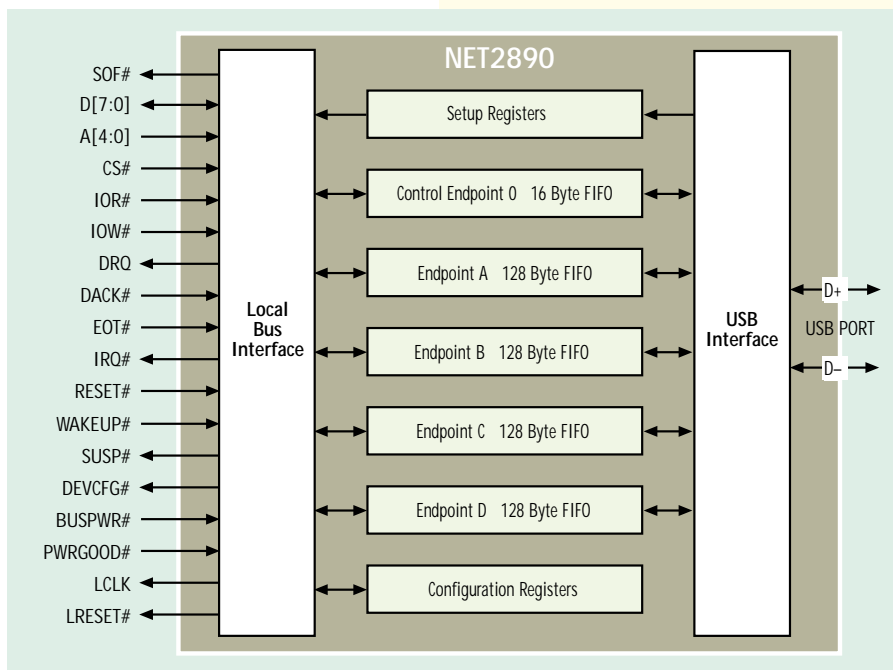 NET2890
SOF#
D[7:0]
A[4:0]
CS#
IOR#
IOW#
DRQ
DACK#
EOT#
IRQ#
RESET#
WAKEUP#
SUSP#
DEVCFG#
BUSPWR#
PWRGOOD#
LCLK
LRESET#
Local
Bus
Interface
Setup Registers
Control Endpoint 0 16 Byte FIFO
Endpoint A 128 Byte FIFO
Endpoint B 128 Byte FIFO
Endpoint C 128 Byte FIFO
Endpoint D 128 Byte FIFO
Configuration Registers
USB
Interface
D+
USB PORT
D–